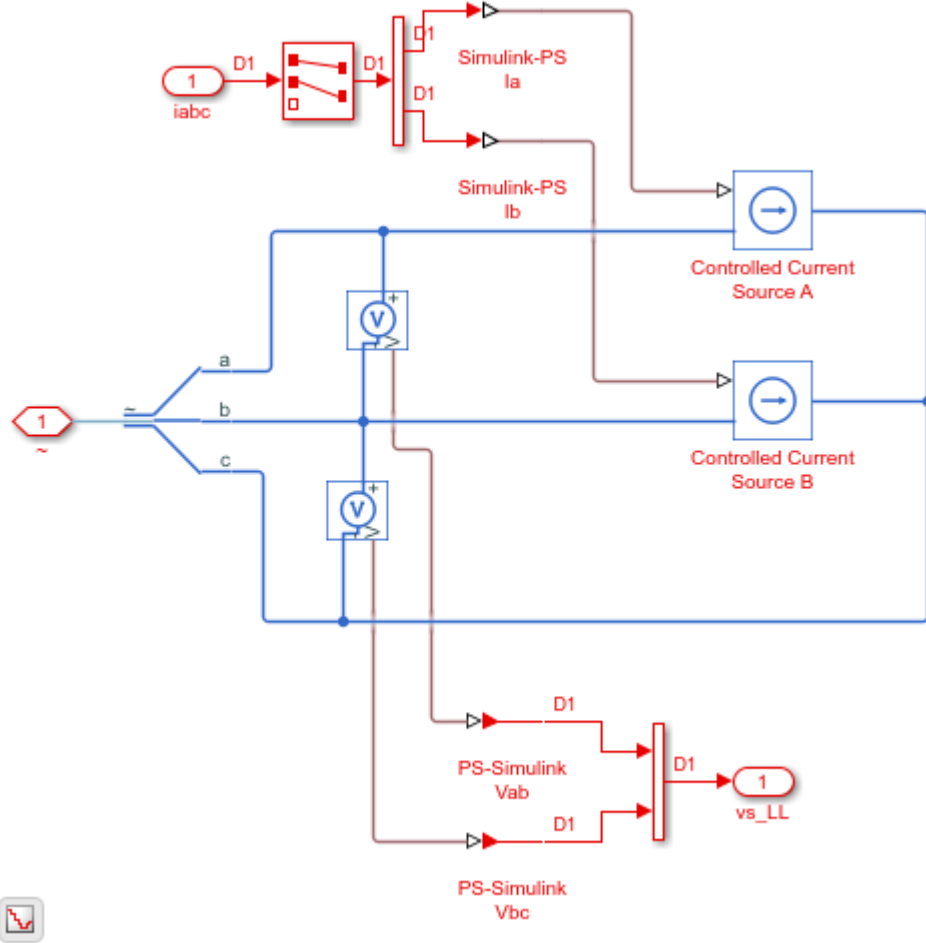 D1
D1
D1
D1
1
iabc
Simulink-PS
Ia
Simulink-PS
Ib
Controlled Current
Source A
+
V
a
~
b
1
~
c
Controlled Current
Source B
+
V
D1
PS-Simulink
Vab
D1
1
vs_LL
D1
PS-Simulink
Vbc